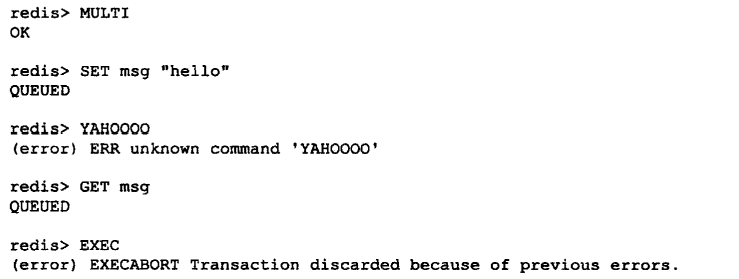 redis> MULTI
OK
redis> SET msg "hello"
QUEUED
redis> YAHOOOO
(error) ERR unknown command 'YAHOOOO'
redis> GET msg
QUEUED
redis> EXEC
(error) EXECABORT Transaction discarded because of previous errors.